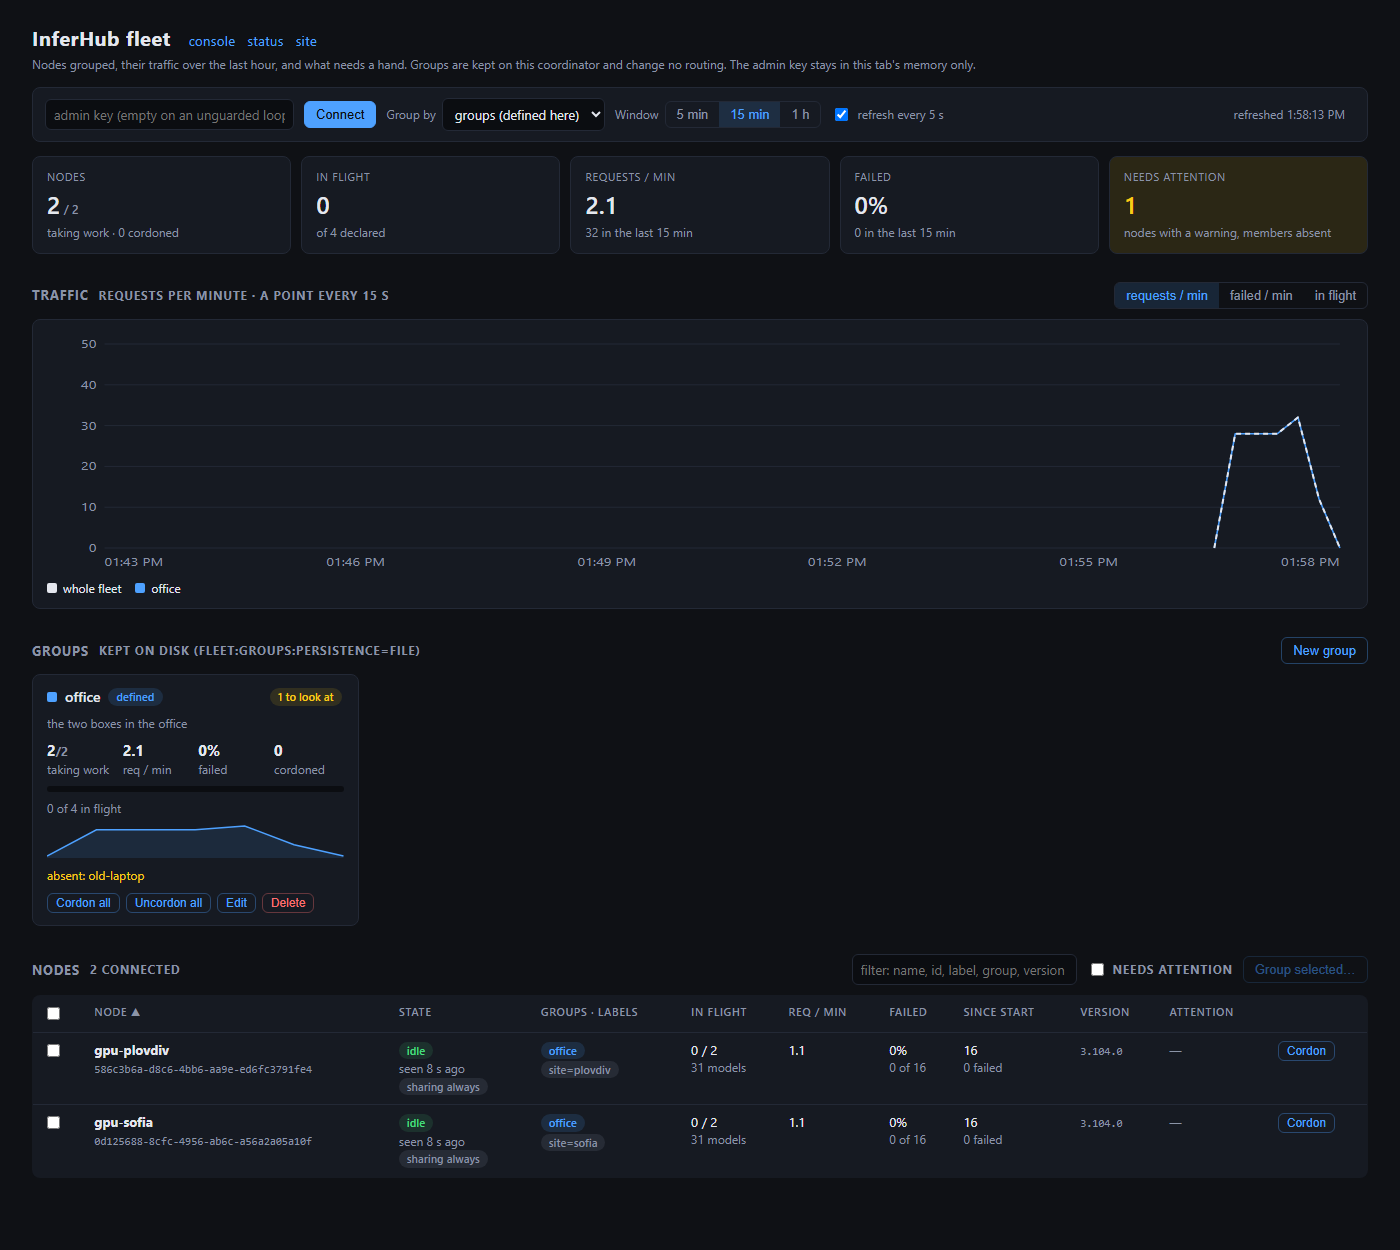 InferHub fleet console status site
Nodes grouped, their traffic over the last hour, and what needs a hand. Groups are kept on this coordinator and change no routing. The admin key stays in this tab's memory only.
admin key (empty on an unguarded loop Connect Group by groups (defined here) Window 5 min 15 min 1 h refresh every 5 s refreshed 1:58:13 PM
NODES IN FLIGHT REQUESTS / MIN FAILED NEEDS ATTENTION
2 / 2 0 2.1 0% 1
taking work · 0 cordoned of 4 declared 32 in the last 15 min 0 in the last 15 min nodes with a warning, members absent
TRAFFIC REQUESTS PER MINUTE · A POINT EVERY 15 S requests / min failed / min in flight
50
40
30
20
10
0
01:43 PM 01:46 PM 01:49 PM 01:52 PM 01:55 PM 01:58 PM
whole fleet office
GROUPS KEPT ON DISK (FLEET:GROUPS:PERSISTENCE=FILE) New group
office defined 1 to look at
the two boxes in the office
2/2 2.1 0% 0
taking work req / min failed cordoned
0 of 4 in flight
absent: old-laptop
Cordon all Uncordon all Edit Delete
NODES 2 CONNECTED filter: name, id, label, group, version NEEDS ATTENTION Group selected…
NODE ▲ STATE GROUPS · LABELS IN FLIGHT REQ / MIN FAILED SINCE START VERSION ATTENTION
gpu-plovdiv idle office 0 / 2 1.1 0% 16 3.104.0 — Cordon
586c3b6a-d8c6-4bb6-aa9e-ed6fc3791fe4 seen 8 s ago site=plovdiv 31 models 0 of 16 0 failed
sharing always
gpu-sofia idle office 0 / 2 1.1 0% 16 3.104.0 — Cordon
0d125688-8cfc-4956-ab6c-a56a2a05a10f seen 8 s ago site=sofia 31 models 0 of 16 0 failed
sharing always